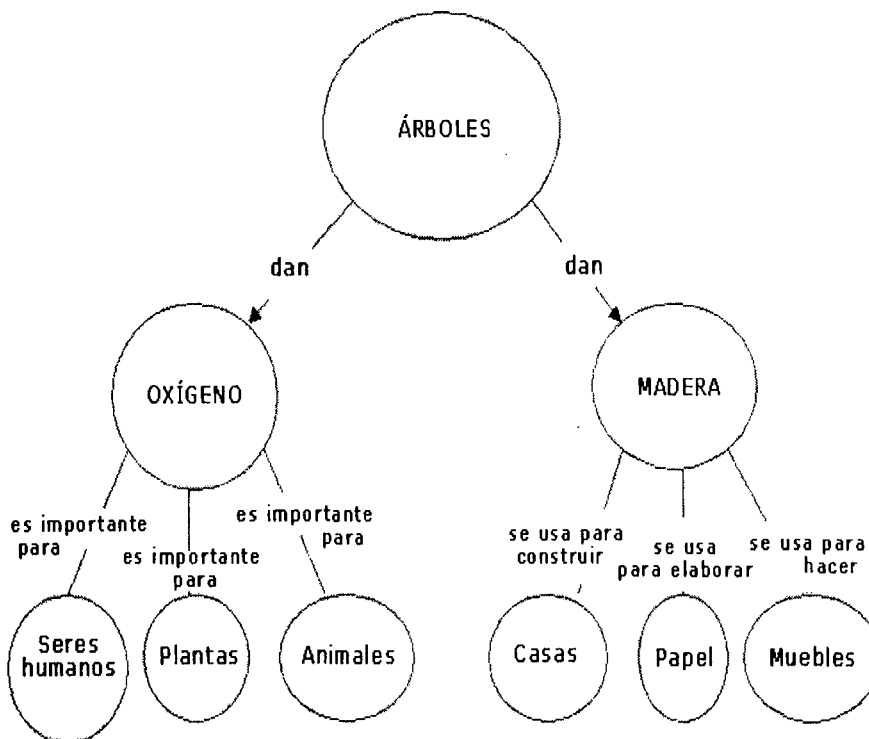 ÁRBOLES
dan
dan
OXÍGENO
MADERA
es importante
para
es importante
para
es importante
para
se usa para
construir
se usa
para elaborar
se usa para
hacer
Seres
humanos
Plantas
Animales
Casas
Papel
Muebles